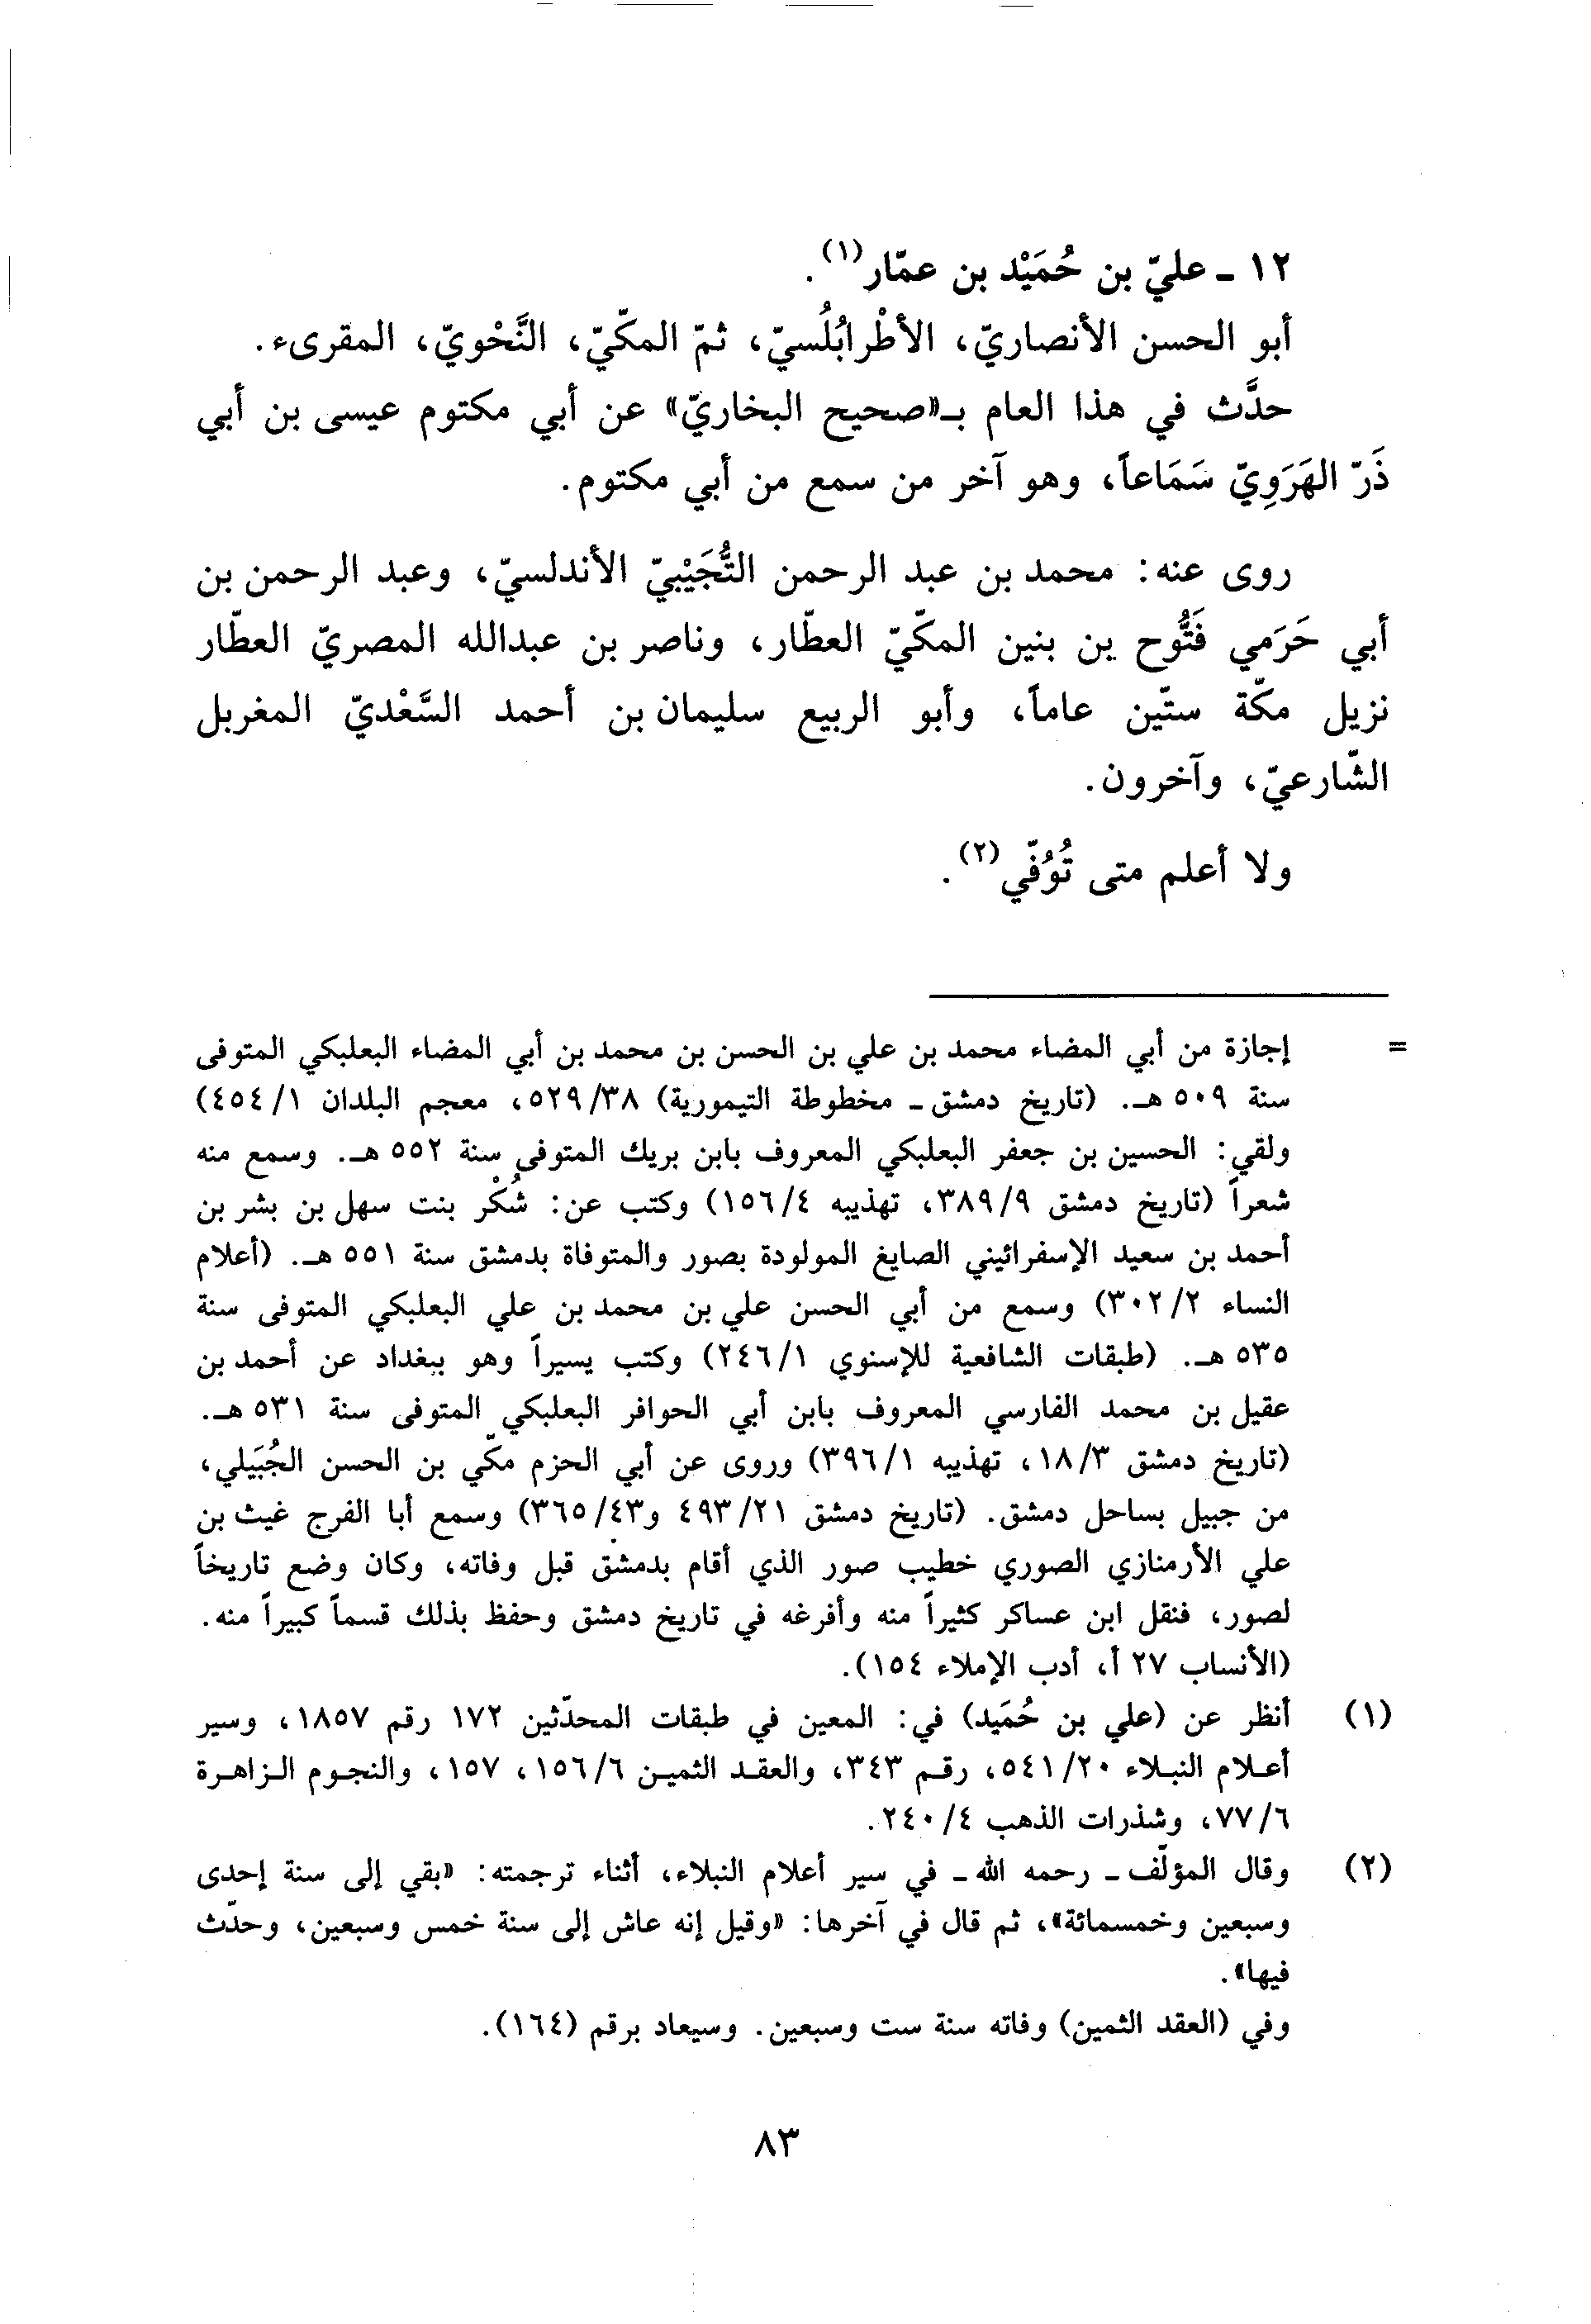 ١٢ - عليّ بن حُمَيْد بن عمّار(١).
أبو الحسن الأنصاريّ، الأطْرابُلُسيّ، ثمّ المكّيّ، النَّحْويّ، المقرىء.
حدَّث في هذا العام بـ«صحيح البخاريّ» عن أبي مكتوم عيسى بن أبي
ذَرّ الهَرَوِيّ سَمَاعاً، وهو آخر من سمع من أبي مكتوم.
روى عنه: محمد بن عبد الرحمن التُّجَيْبيّ الأندلسيّ، وعبد الرحمن بن
أبي حَرَمي فَتُّوح بن بنين المكّيّ العطّار، وناصر بن عبدالله المصريّ العطّار
نزيل مكّة ستّين عاماً، وأبو الربيع سليمان بن أحمد السَّعْديّ المغربل
الشّارعيّ، وآخرون.
ولا أعلم متى تُوُفّي(٢).
= إجازة من أبي المضاء محمد بن علي بن الحسن بن محمد بن أبي المضاء البعلبكي المتوفى
سنة ٥٠٩ هـ. (تاريخ دمشق - مخطوطة التيمورية) ٥٢٩/٣٨، معجم البلدان ٤٥٤/١)
ولقي: الحسين بن جعفر البعلبكي المعروف بابن بريك المتوفى سنة ٥٥٢ هـ. وسمع منه
شعراً (تاريخ دمشق ٣٨٩/٩، تهذيبه ١٥٦/٤) وكتب عن: شُكْر بنت سهل بن بشر بن
أحمد بن سعيد الإسفرائيني الصايغ المولودة بصور والمتوفاة بدمشق سنة ٥٥١ هـ. (أعلام
النساء ٣٠٢/٢) وسمع من أبي الحسن علي بن محمد بن علي البعلبكي المتوفى سنة
٥٣٥ هـ. (طبقات الشافعية للإسنوي ٢٤٦/١) وكتب يسيراً وهو ببغداد عن أحمد بن
عقيل بن محمد الفارسي المعروف بابن أبي الحوافر البعلبكي المتوفى سنة ٥٣١ هـ.
(تاريخ دمشق ١٨/٣، تهذيبه ٣٩٦/١) وروى عن أبي الحزم مكّي بن الحسن الجُبَيلي،
من جبيل بساحل دمشق. (تاريخ دمشق ٤٩٣/٢١ و٣٦٥/٤٣) وسمع أبا الفرج غيث بن
علي الأرمنازي الصوري خطيب صور الذي أقام بدمشق قبل وفاته، وكان وضع تاريخاً
لصور، فنقل ابن عساكر كثيراً منه وأفرغه في تاريخ دمشق وحفظ بذلك قسماً كبيراً منه.
(الأنساب ٢٧ أ، أدب الإملاء ١٥٤).
(١) أنظر عن (علي بن حُمَيد) في: المعين في طبقات المحدّثين ١٧٢ رقم ١٨٥٧، وسير
أعـلام النبـلاء ٥٤١/٢٠، رقـم ٣٤٣، والعقـد الثميـن ١٥٦/٦، ١٥٧، والنجـوم الـزاهـرة
٧٧/٦، وشذرات الذهب ٢٤٠/٤.
(٢) وقال المؤلّف - رحمه الله - في سير أعلام النبلاء، أثناء ترجمته: «بقي إلى سنة إحدى
وسبعين وخمسمائة»، ثم قال في آخرها: «وقيل إنه عاش إلى سنة خمس وسبعين، وحدّث
فيها».
وفي (العقد الثمين) وفاته سنة ست وسبعين. وسيعاد برقم (١٦٤).
٨٣